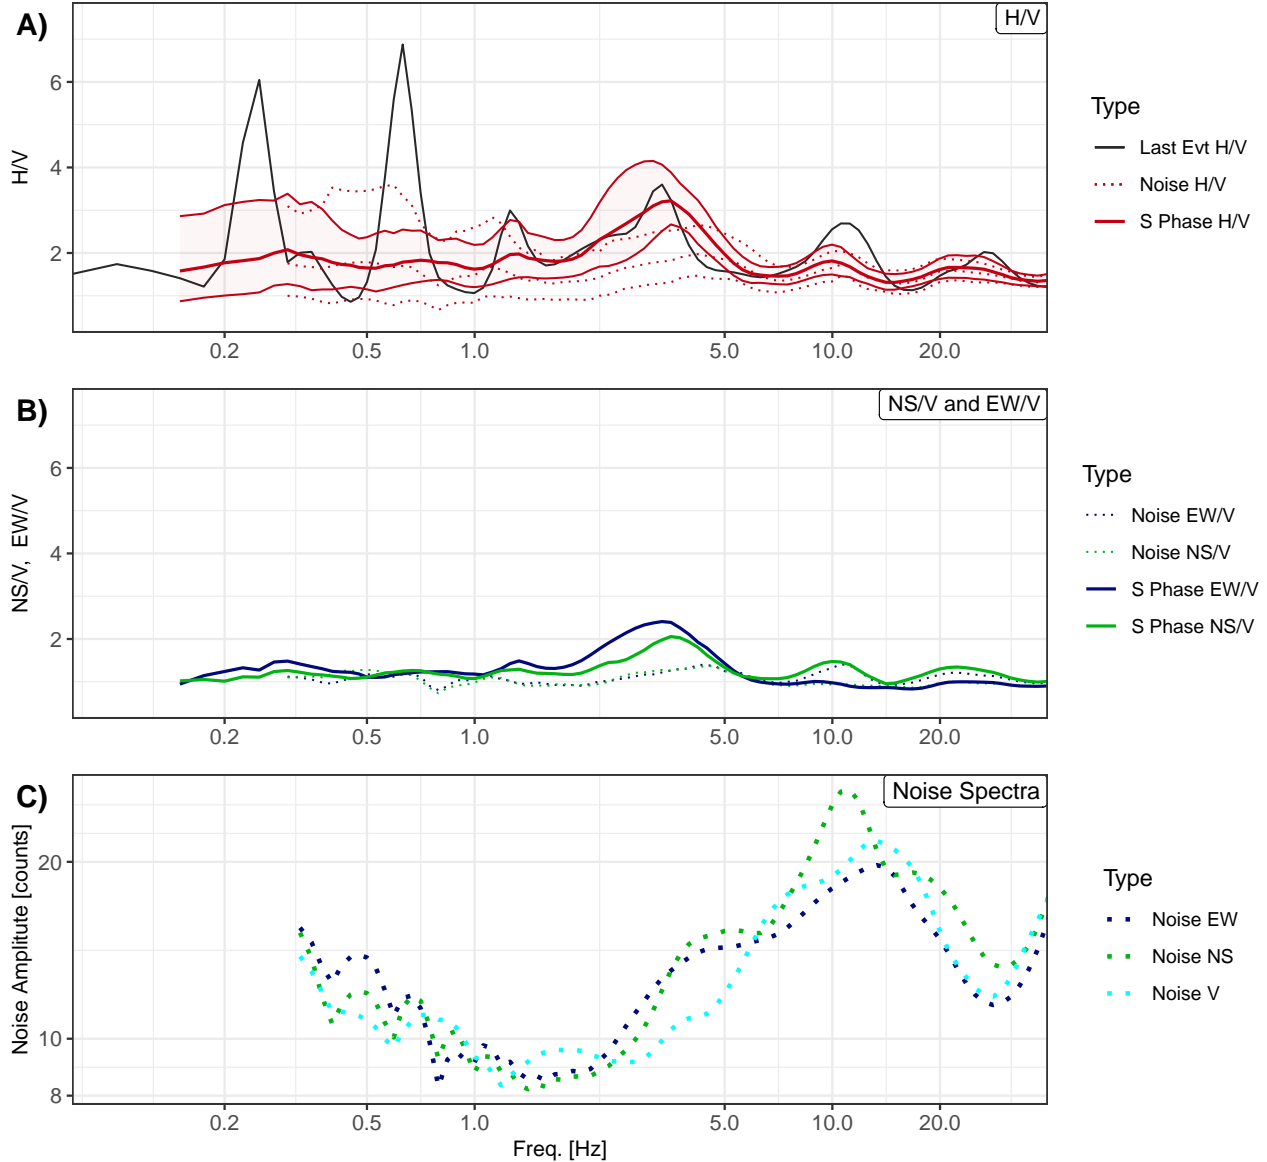 A)
H/V
6
4
2
H/V
0.2 0.5 1.0 5.0 10.0 20.0
Type
Last Evt H/V
Noise H/V
S Phase H/V
B)
NS/V and EW/V
6
4
2
NS/V, EW/V
0.2 0.5 1.0 5.0 10.0 20.0
Type
Noise EW/V
Noise NS/V
S Phase EW/V
S Phase NS/V
C)
Noise Spectra
20
10
8
Noise Amplitude [counts]
0.2 0.5 1.0 5.0 10.0 20.0
Freq. [Hz]
Type
Noise EW
Noise NS
Noise V